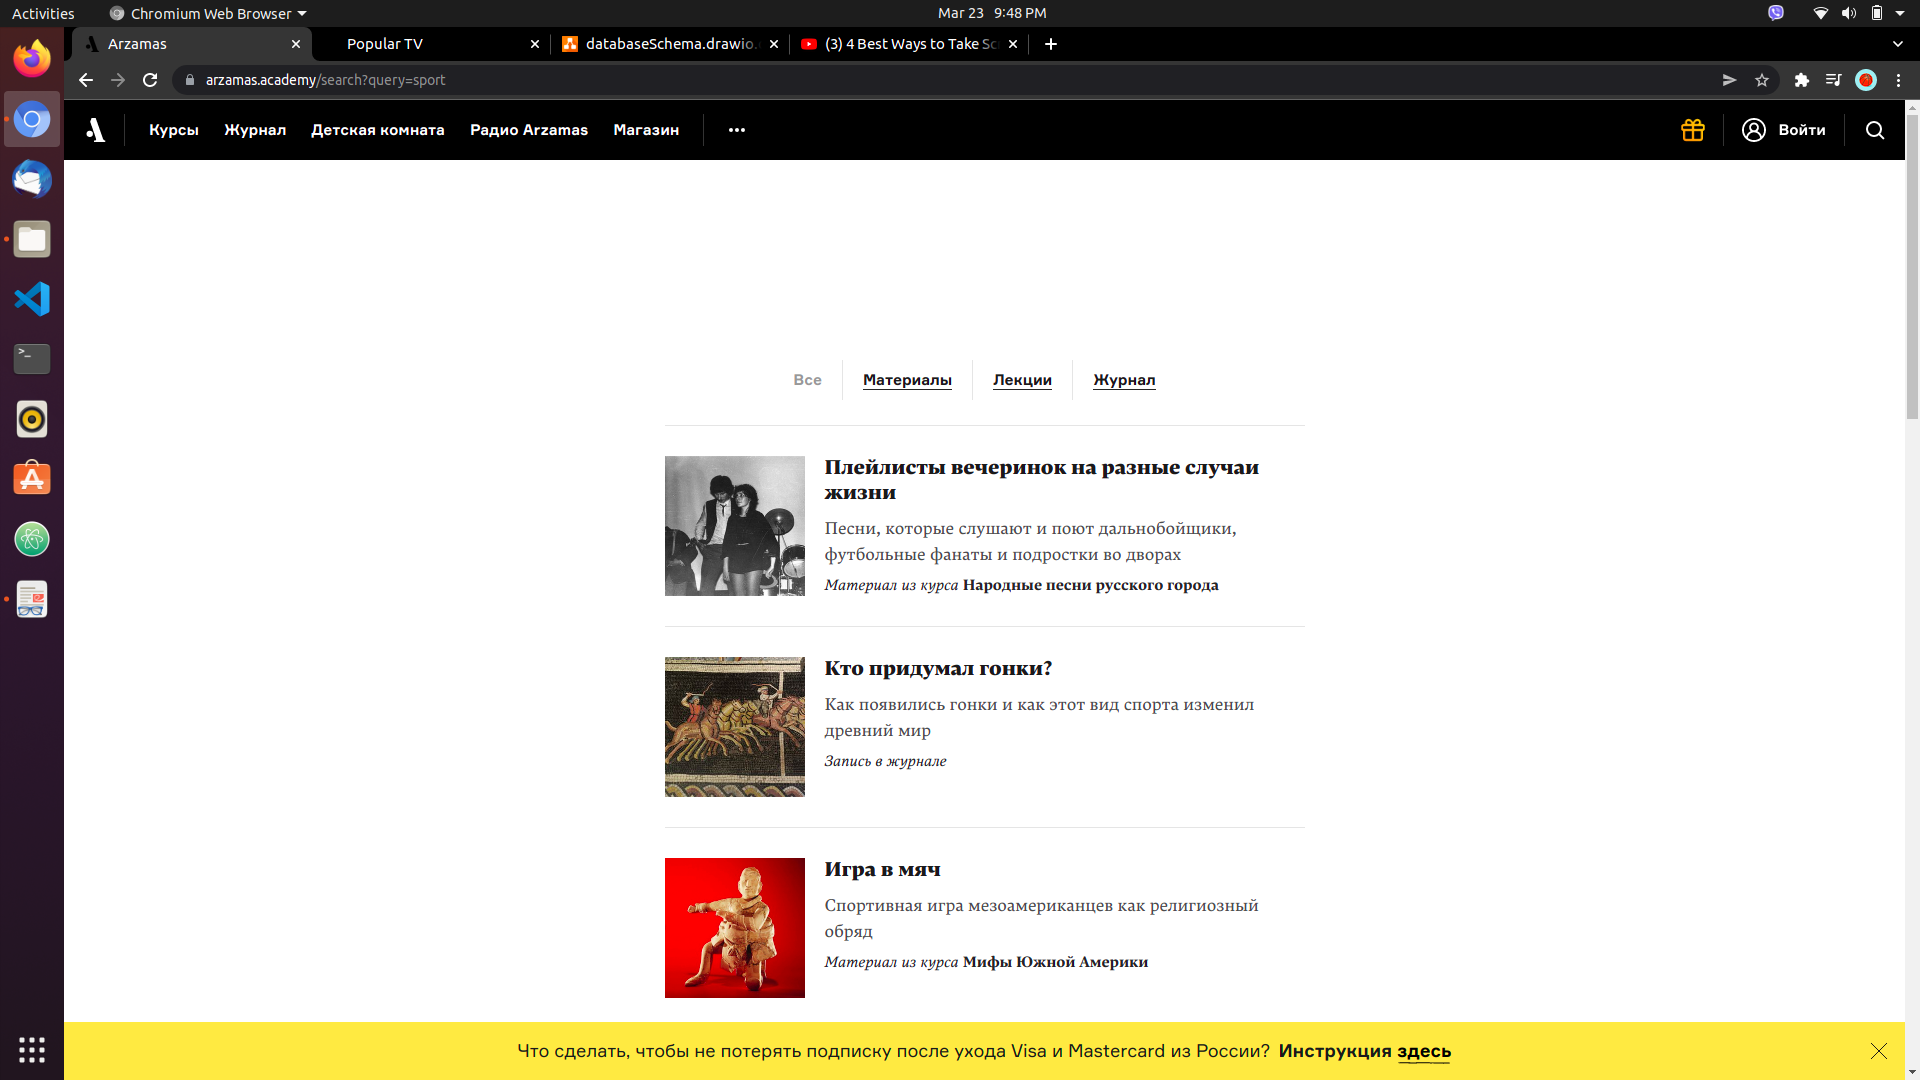 Activities
Chromium Web Browser
Mar 23 9:48 PM
Arzamas
Popular TV
databaseSchema.drawio.
(3) 4 Best Ways to Take Sc
arzamas.academy/search?query=sport
Курсы
Журнал
Детская комната
Радио Arzamas
Магазин
Войти
Все
Материалы
Лекции
Журнал
Плейлисты вечеринок на разные случаи
жизни
Песни, которые слушают и поют дальнобойщики,
футбольные фанаты и подростки во дворах
Материал из курса Народные песни русского города
Кто придумал гонки?
Как появились гонки и как этот вид спорта изменил
древний мир
Запись в журнале
Игра в мяч
Спортивная игра мезоамериканцев как религиозный
обряд
Материал из курса Мифы Южной Америки
Что сделать, чтобы не потерять подписку после ухода Visa и Mastercard из России? Инструкция здесь